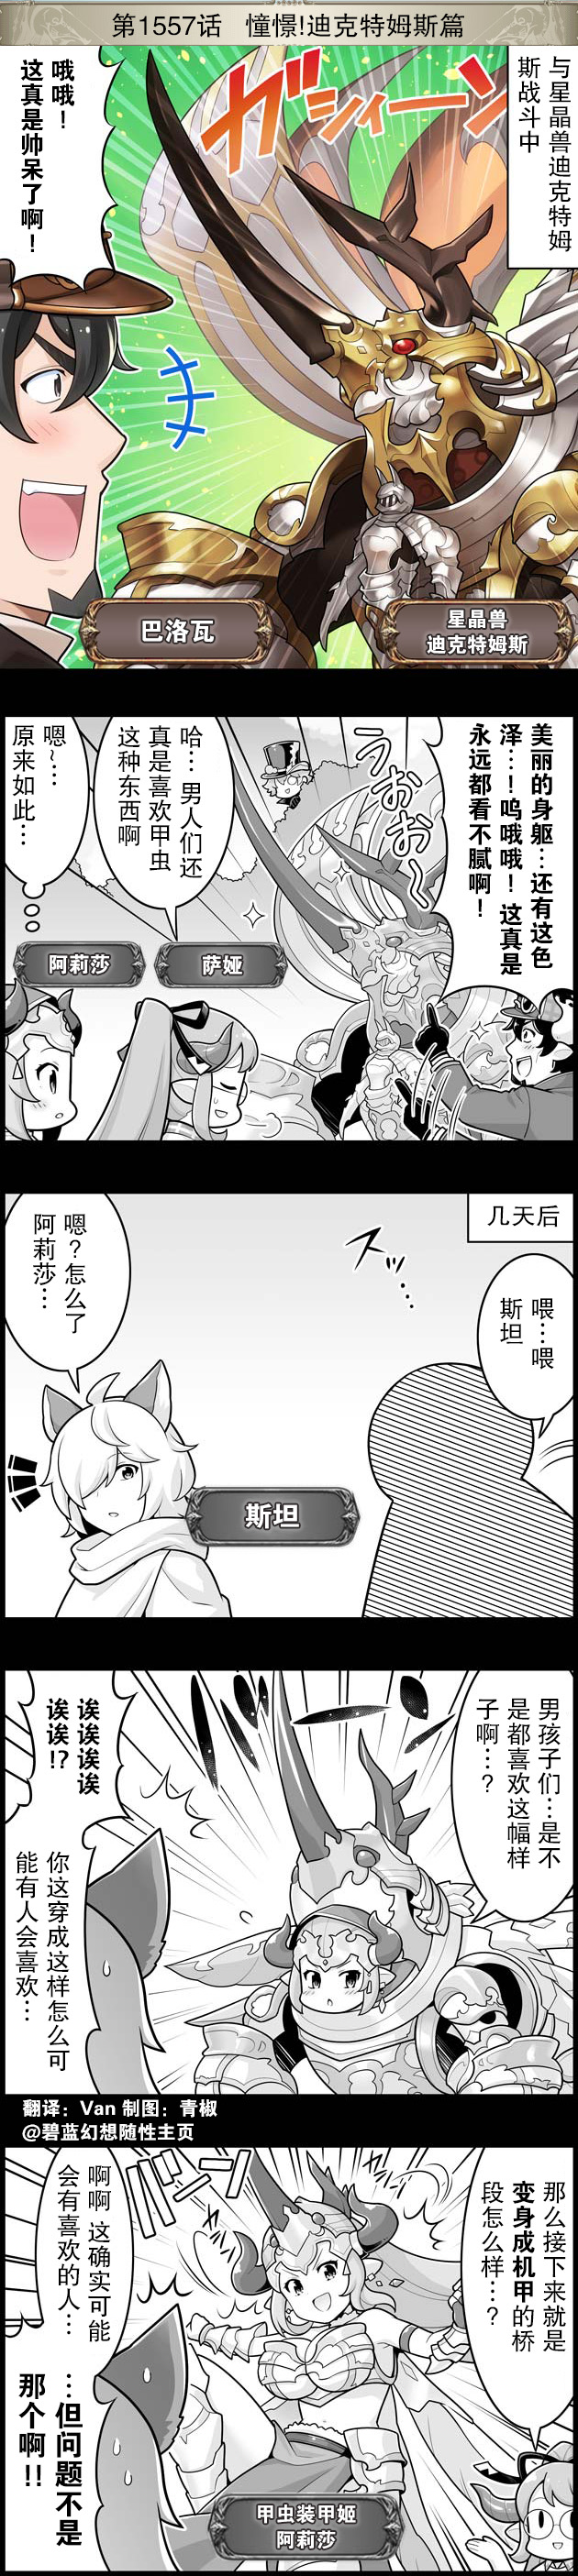 第1557话 憧憬!迪克特姆斯篇
与星晶兽迪克特姆
斯战斗中
ガシィーン
哦哦！
这真是帅呆了啊！
巴洛瓦
星晶兽
迪克特姆斯
美丽的身躯…还有这色
泽…！呜哦哦！这真是
永远都看不腻啊！
うおお〜
哈…男人们还
真是喜欢甲虫
这种东西啊
嗯~…
原来如此…
阿莉莎
萨娅
几天后
喂…喂
斯坦
スッ…
嗯？怎么了
阿莉莎…
斯坦
男孩子们…是不
是都喜欢这幅样
子啊…？
诶诶诶诶
诶诶!?
你这穿成这样怎么可
能有人会喜欢…
翻译：Van 制图：青椒
@碧蓝幻想随性主页
那么接下来就是
变身成机甲的桥
段怎么样…？
啊啊 这确实可能
会有喜欢的人…
…但问题不是
那个啊!!
甲虫装甲姬
阿莉莎